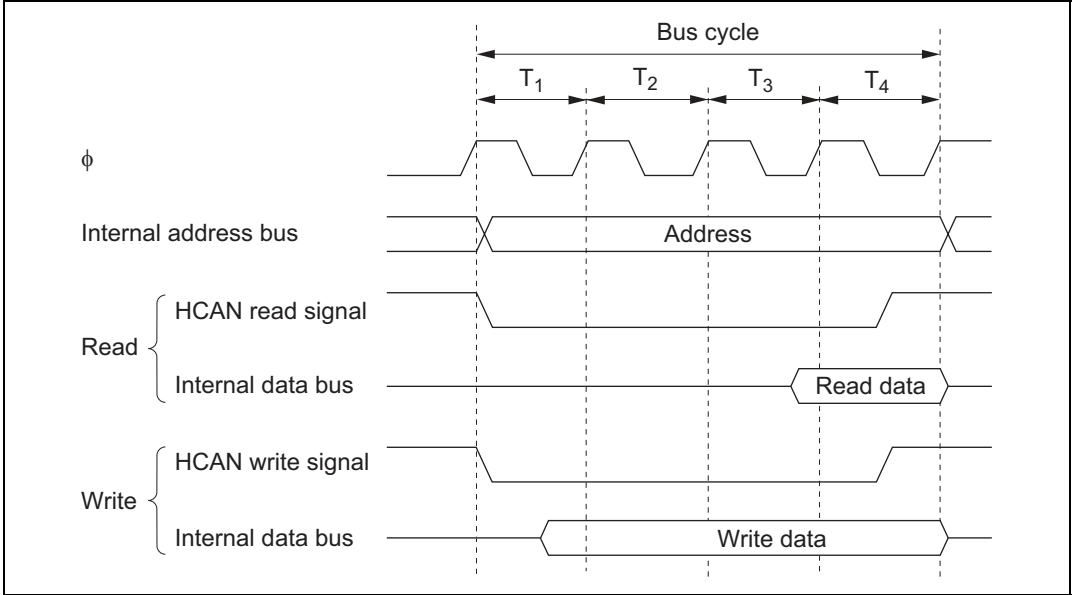 Bus cycle
T1 T2 T3 T4
ϕ
Internal address bus Address
HCAN read signal
Read
Internal data bus Read data
HCAN write signal
Write
Internal data bus Write data